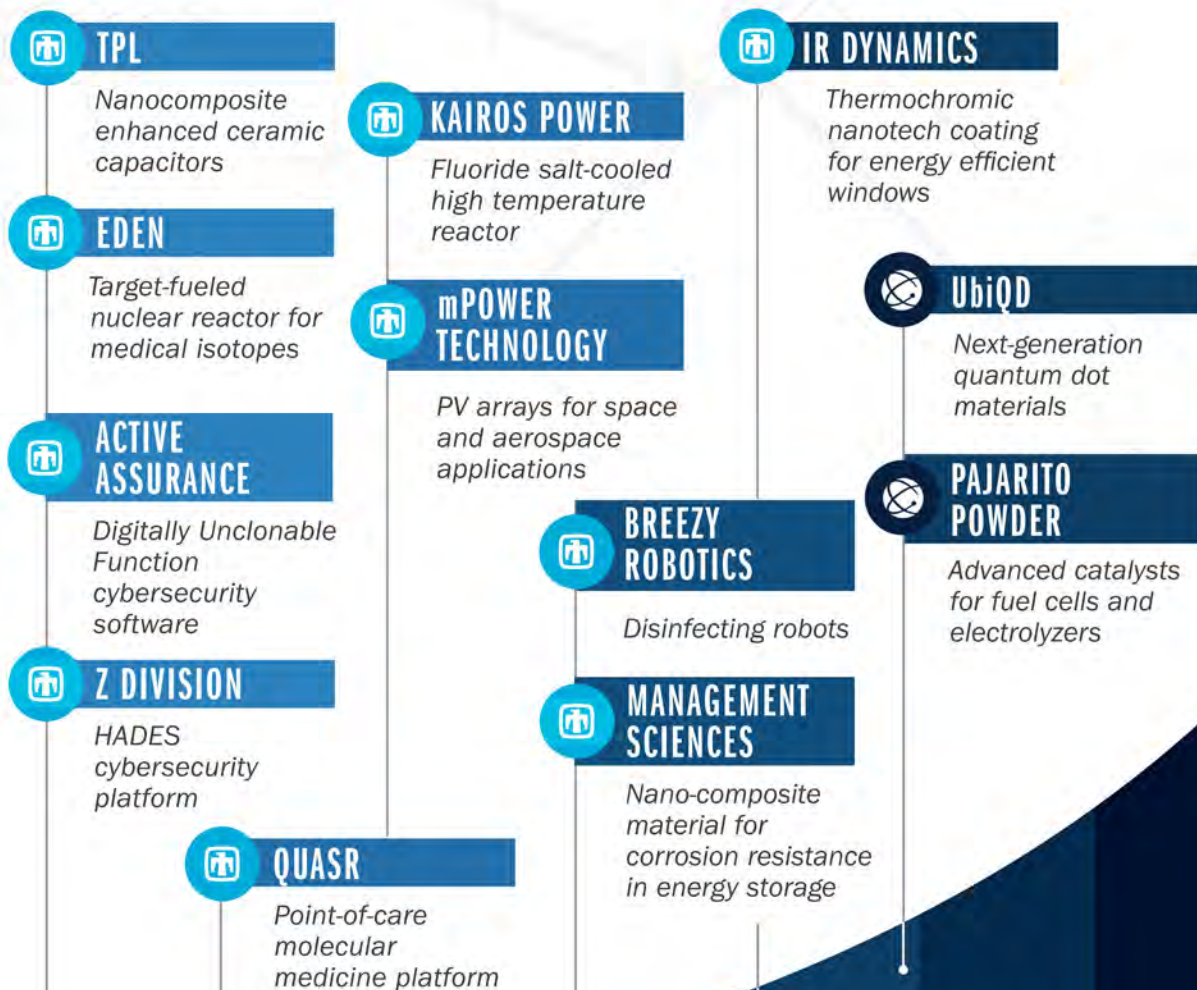 TPL
Nanocomposite
enhanced ceramic
capacitors
EDEN
Target-fueled
nuclear reactor for
medical isotopes
ACTIVE
ASSURANCE
Digitally Unclonable
Function
cybersecurity
software
Z DIVISION
HADES
cybersecurity
platform
QUASR
Point-of-care
molecular
medicine platform
KAIROS POWER
Fluoride salt-cooled
high temperature
reactor
mPOWER
TECHNOLOGY
PV arrays for space
and aerospace
applications
BREEZY
ROBOTICS
Disinfecting robots
MANAGEMENT
SCIENCES
Nano-composite
material for
corrosion resistance
in energy storage
IR DYNAMICS
Thermochromic
nanotech coating
for energy efficient
windows
UbiQD
Next-generation
quantum dot
materials
PAJARITO
POWDER
Advanced catalysts
for fuel cells and
electrolyzers